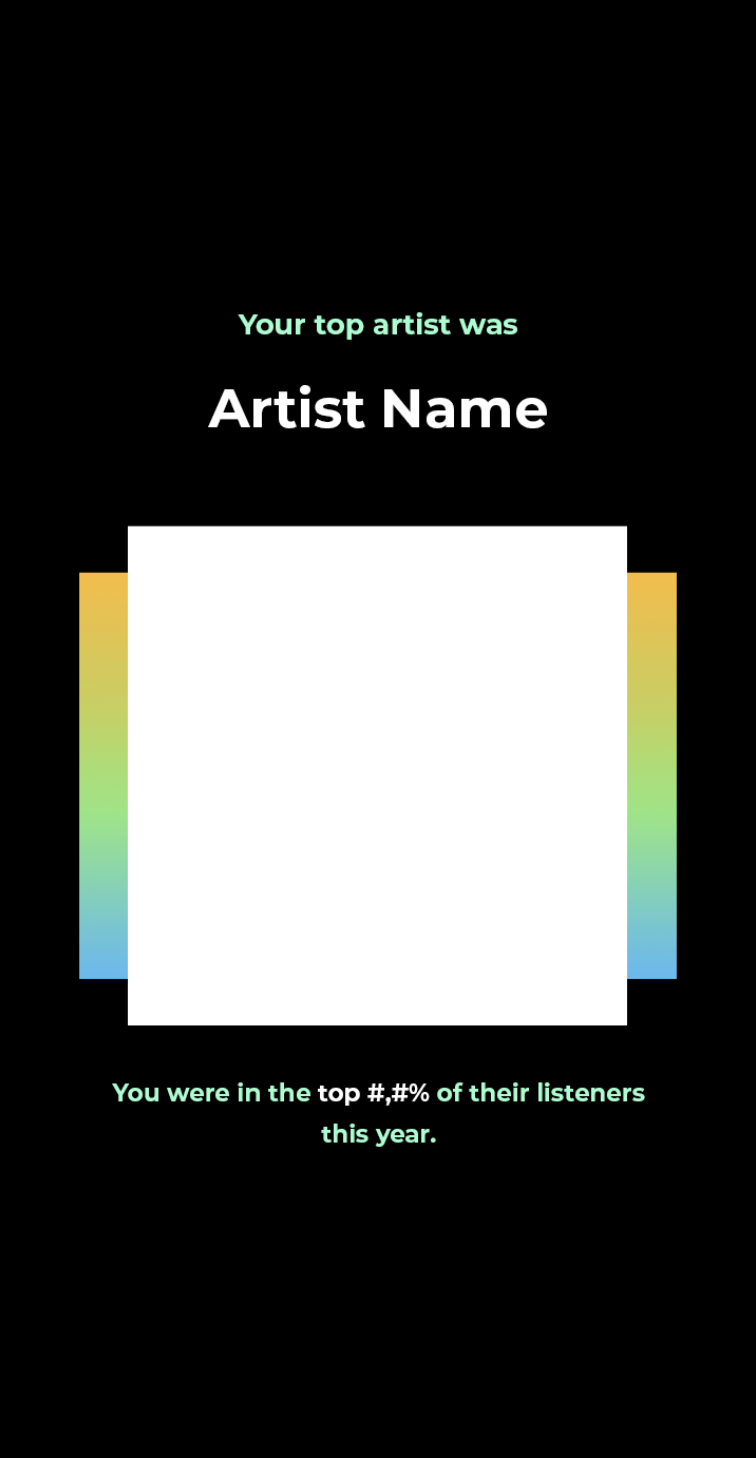 Your top artist was
Artist Name
You were in the top #,#% of their listeners
this year.